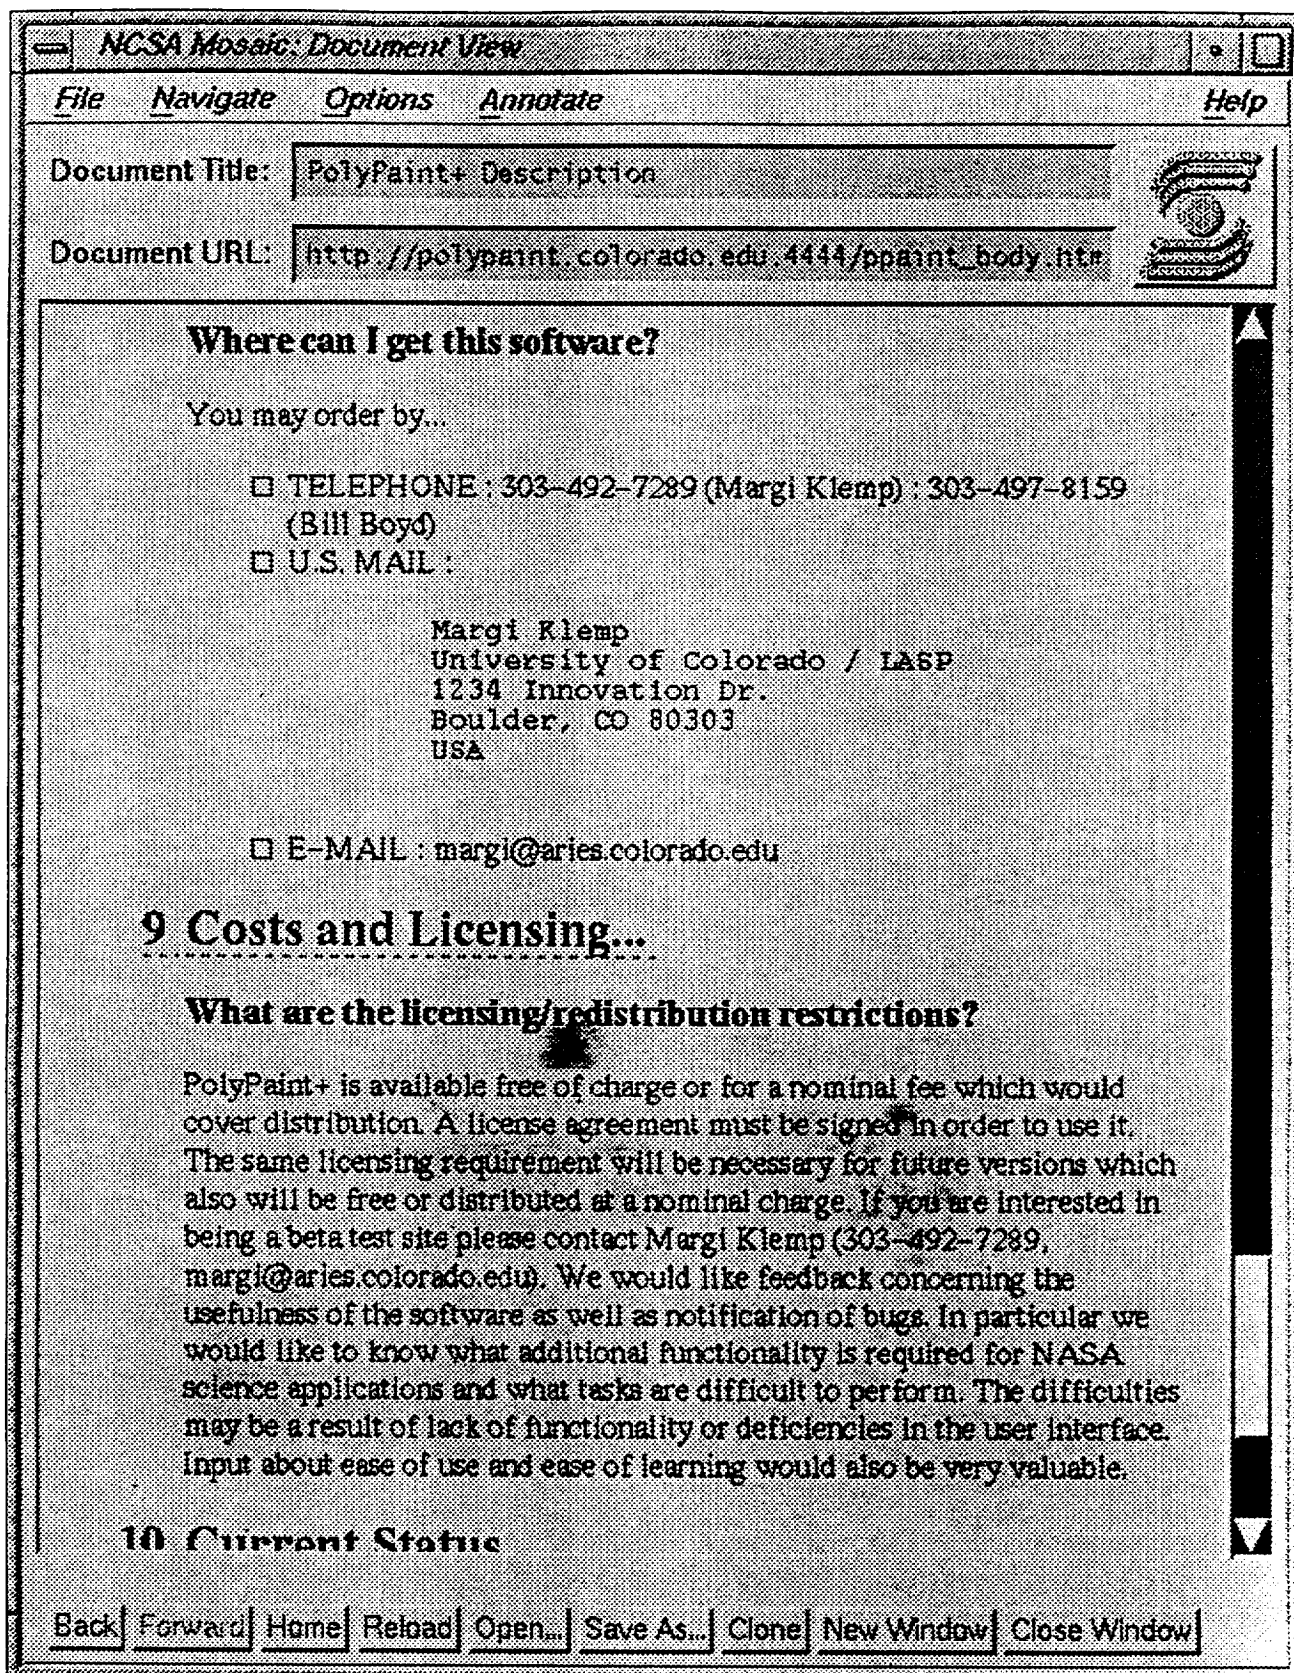 NCSA Mosaic: Document View
File Navigate Options Annotate Help
Document Title: PolyPaint+ Description
Document URL: http://polypaint.colorado.edu:4444/ppaint_body.htm
Where can I get this software?
You may order by...
TELEPHONE : 303-492-7289 (Margi Klemp) : 303-497-8159
(Bill Boyd)
U.S. MAIL :
Margi Klemp
University of Colorado / LASP
1234 Innovation Dr.
Boulder, CO 80303
USA
E-MAIL : margi@aries.colorado.edu
9 Costs and Licensing...
What are the licensing/redistribution restrictions?
PolyPaint+ is available free of charge or for a nominal fee which would
cover distribution. A license agreement must be signed in order to use it.
The same licensing requirement will be necessary for future versions which
also will be free or distributed at a nominal charge. If you are interested in
being a beta test site please contact Margi Klemp (303-492-7289,
margi@aries.colorado.edu). We would like feedback concerning the
usefulness of the software as well as notification of bugs. In particular we
would like to know what additional functionality is required for NASA
science applications and what tasks are difficult to perform. The difficulties
may be a result of lack of functionality or deficiencies in the user interface.
Input about ease of use and ease of learning would also be very valuable.
10 Current Status
Back Forward Home Reload Open... Save As... Clone New Window Close Window